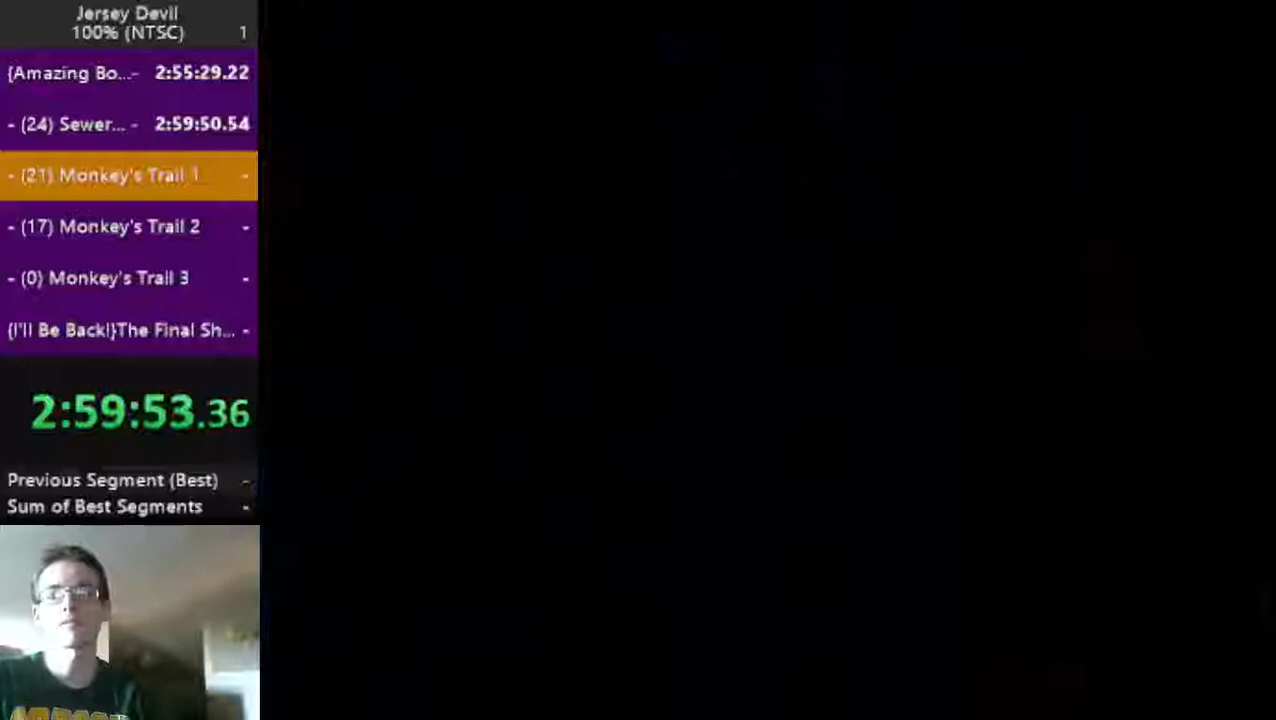 Jersey Devil
100% (NTSC) 1
{Amazing Bo...- 2:55:29.22
- (24) Sewer... - 2:59:50.54
- (21) Monkey's Trail 1 -
- (17) Monkey's Trail 2 -
- (0) Monkey's Trail 3 -
{I'll Be Back!}The Final Sh... -
2:59:53.36
Previous Segment (Best) -
Sum of Best Segments -